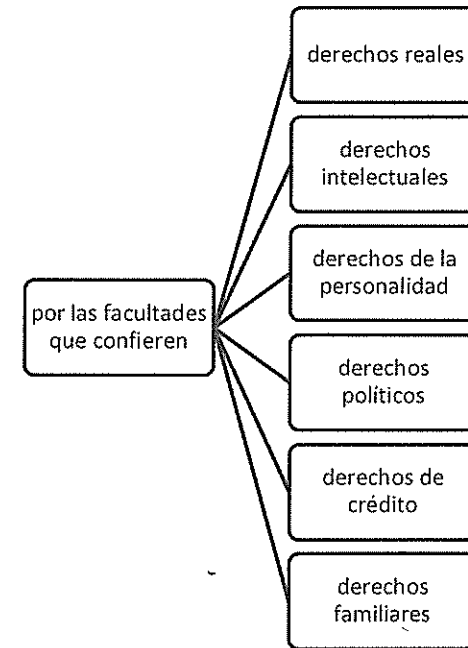 derechos reales
derechos
intelectuales
derechos de la
personalidad
por las facultades
que confieren
derechos
políticos
derechos de
crédito
derechos
familiares